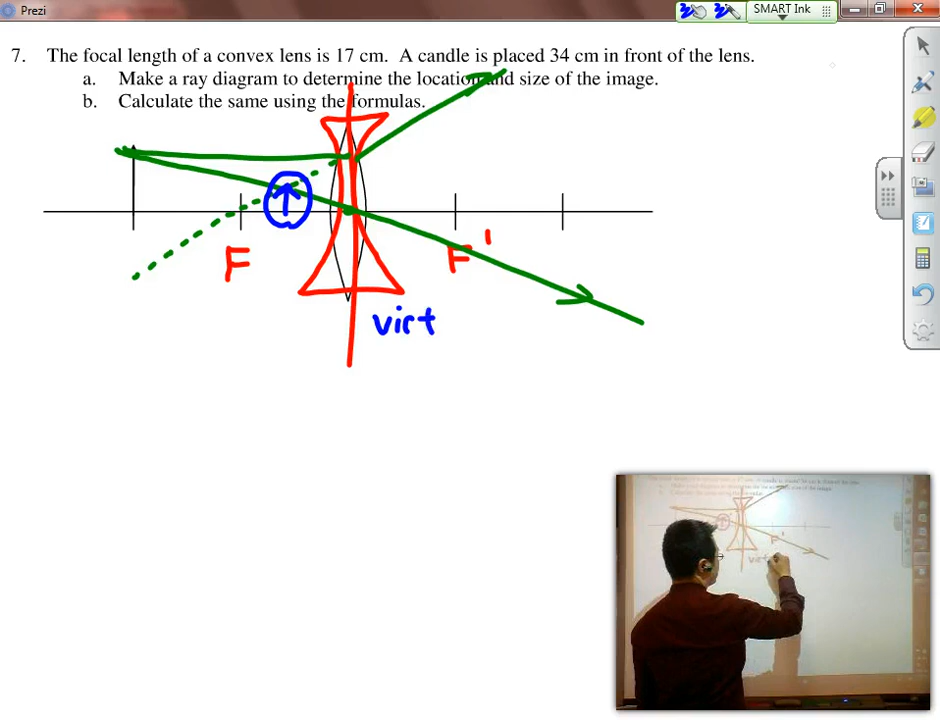 Prezi
SMART Ink
7. The focal length of a convex lens is 17 cm. A candle is placed 34 cm in front of the lens.
a. Make a ray diagram to determine the location and size of the image.
b. Calculate the same using the formulas.
F
F'
virt